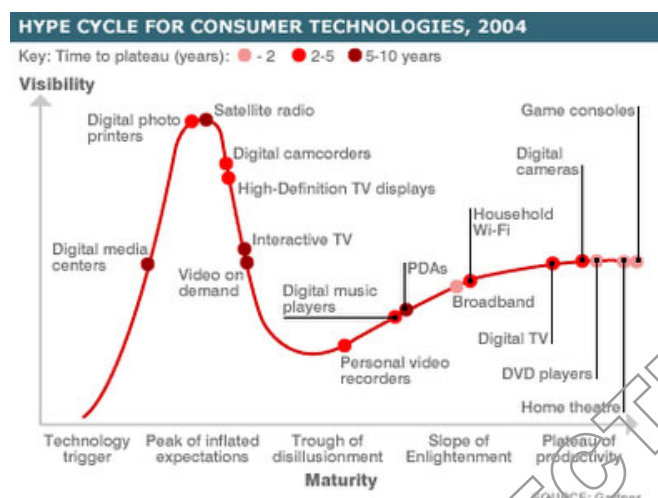 HYPE CYCLE FOR CONSUMER TECHNOLOGIES, 2004
Key: Time to plateau (years): - 2 2-5 5-10 years
Visibility
Game consoles
Digital photo
printers
Satellite radio
Digital camcorders
Digital
cameras
High-Definition TV displays
Household
Wi-Fi
Interactive TV
Digital media
centers
Video on
demand
PDAs
Digital music
players
Broadband
Digital TV
Personal video
recorders
DVD players
Home theatre
Technology
trigger
Peak of inflated
expectations
Trough of
disillusionment
Slope of
Enlightenment
Plateau of
productivity
Maturity
SOURCE: Gartner